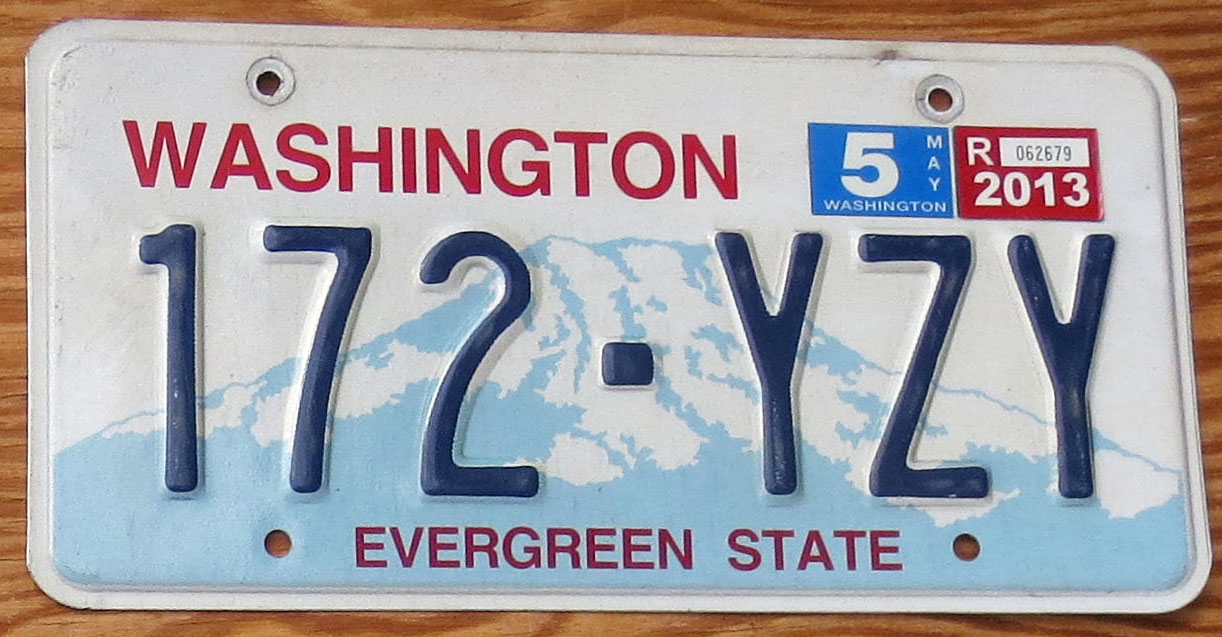 WASHINGTON
5 MAY
WASHINGTON
R 062679
2013
172-YZY
EVERGREEN STATE